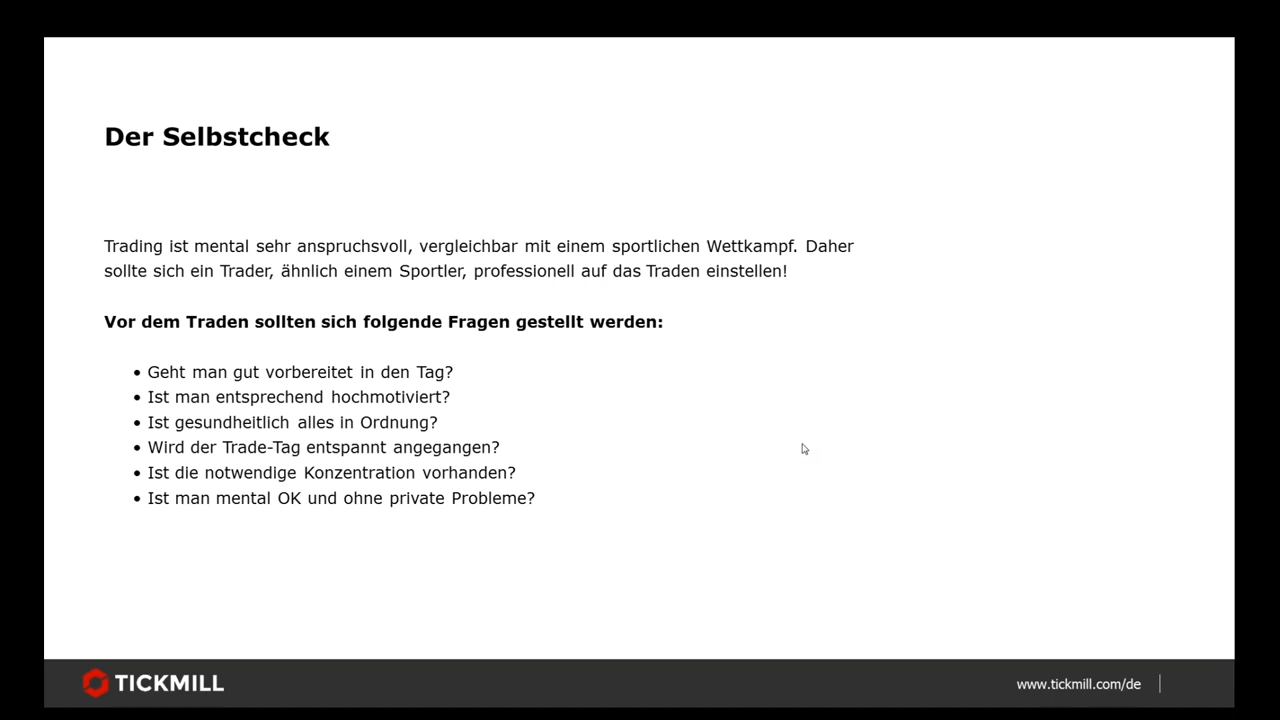 Der Selbstcheck
Trading ist mental sehr anspruchsvoll, vergleichbar mit einem sportlichen Wettkampf. Daher
sollte sich ein Trader, ähnlich einem Sportler, professionell auf das Traden einstellen!
Vor dem Traden sollten sich folgende Fragen gestellt werden:
• Geht man gut vorbereitet in den Tag?
• Ist man entsprechend hochmotiviert?
• Ist gesundheitlich alles in Ordnung?
• Wird der Trade-Tag entspannt angegangen?
• Ist die notwendige Konzentration vorhanden?
• Ist man mental OK und ohne private Probleme?
TICKMILL
www.tickmill.com/de